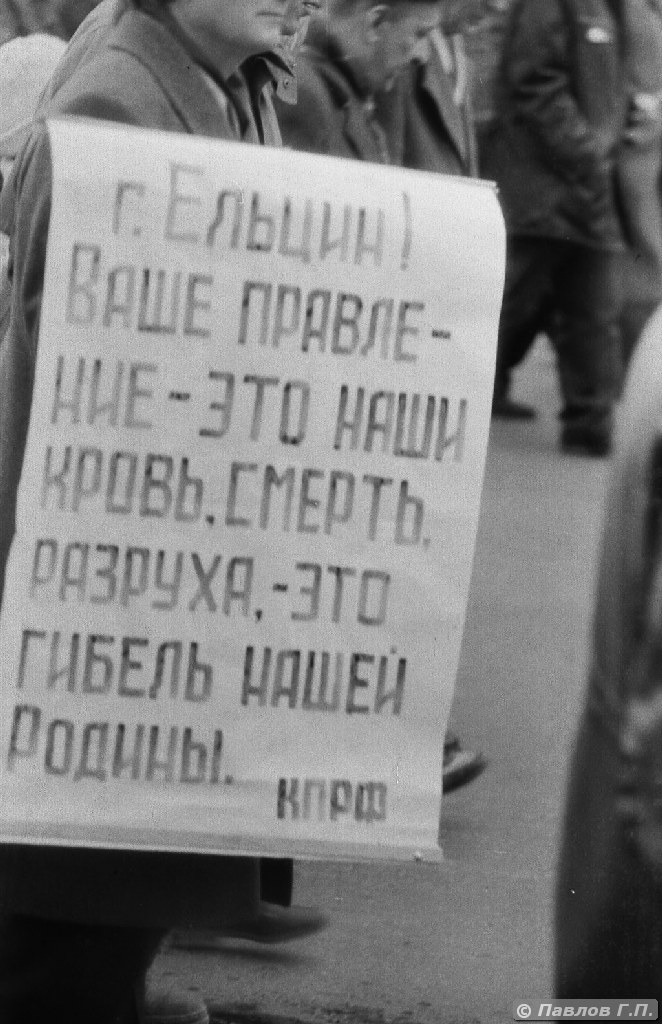 г. Ельцин!
Ваше правле-
ние - это наши
кровь, смерть,
разруха, - это
гибель нашей
Родины.
КПРФ
© Павлов Г.П.